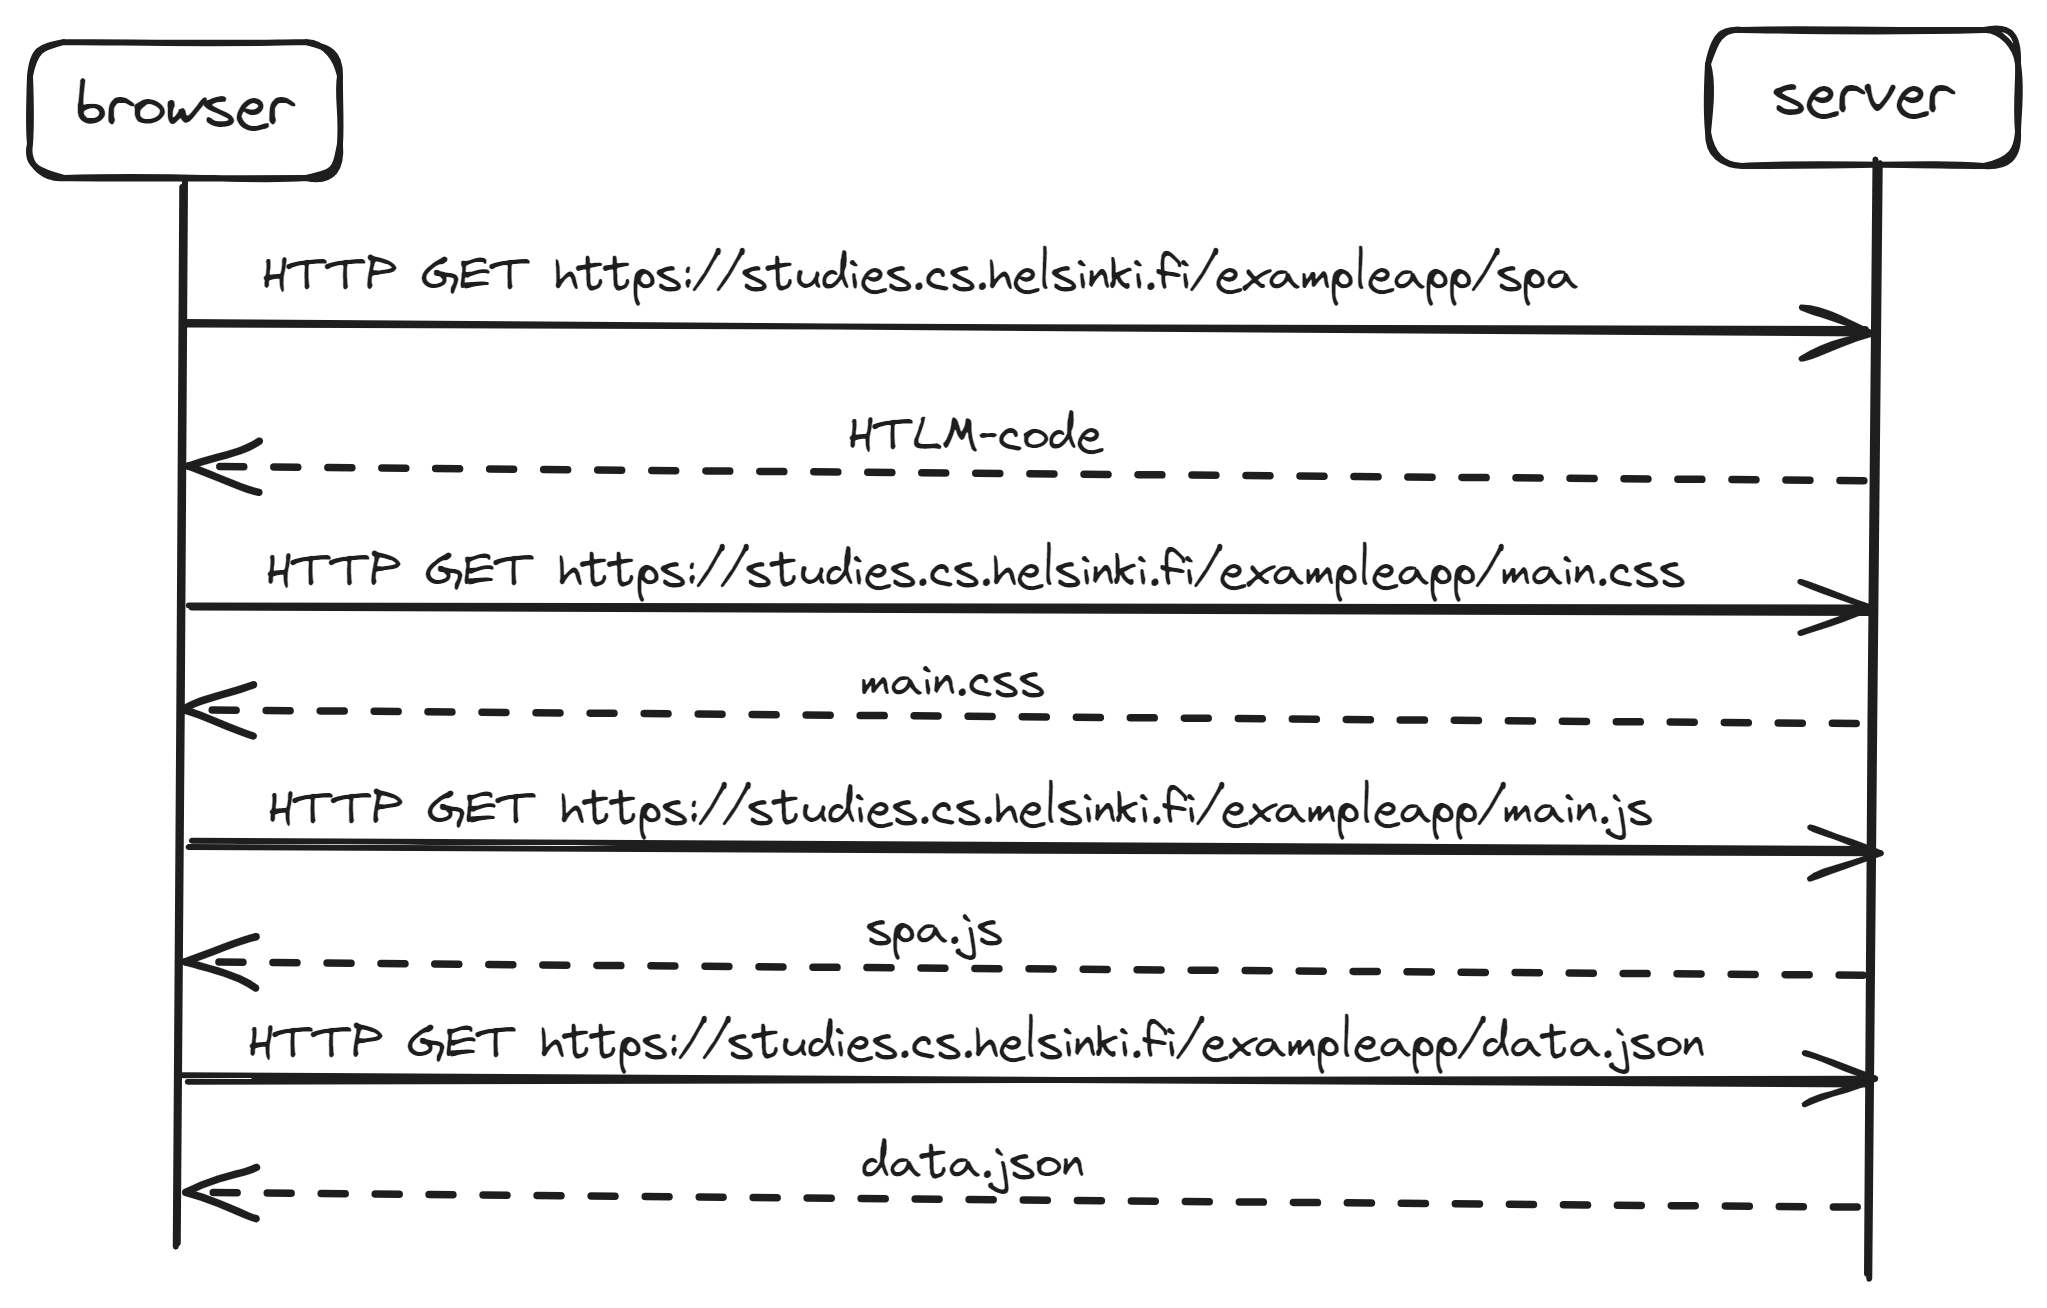 browser
server
HTTP GET https://studies.cs.helsinki.fi/exampleapp/spa
HTLM-code
HTTP GET https://studies.cs.helsinki.fi/exampleapp/main.css
main.css
HTTP GET https://studies.cs.helsinki.fi/exampleapp/main.js
spa.js
HTTP GET https://studies.cs.helsinki.fi/exampleapp/data.json
data.json